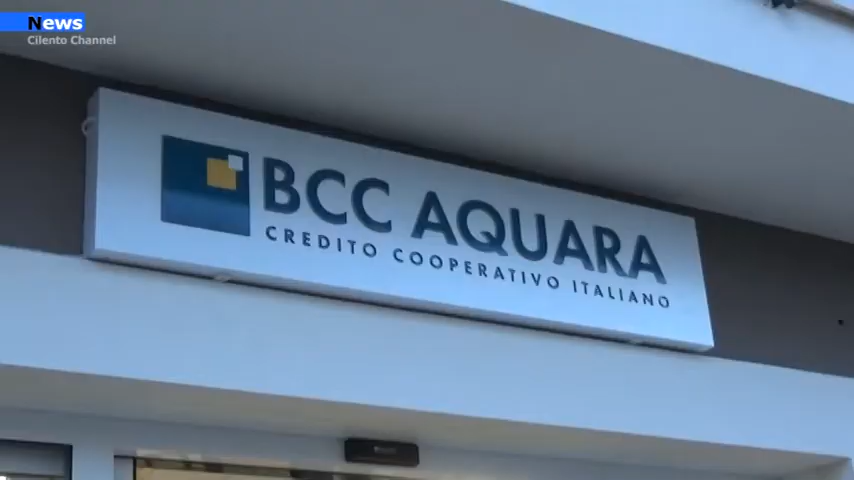 News
Cilento Channel
BCC AQUARA
CREDITO COOPERATIVO ITALIANO